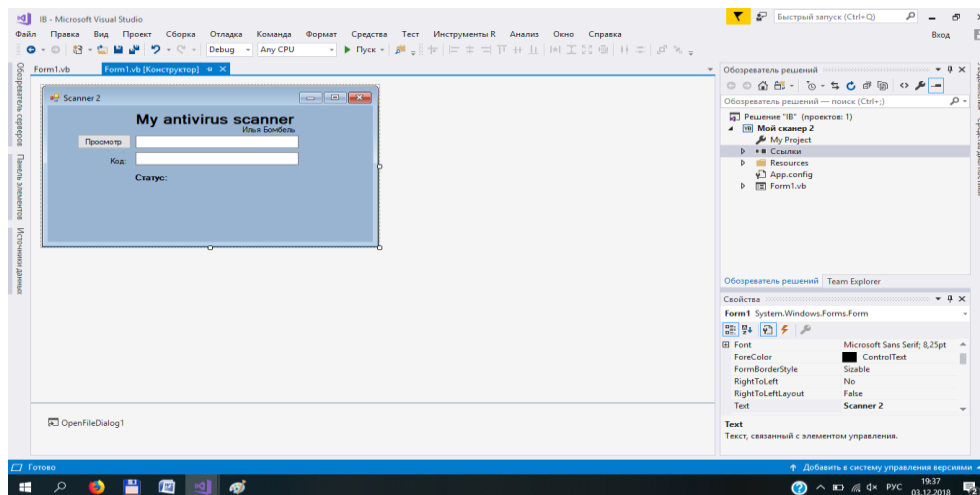 IB - Microsoft Visual Studio
Быстрый запуск (Ctrl+Q)
Файл Правка Вид Проект Сборка Отладка Команда Формат Средства Тест Инструменты R Анализ Окно Справка
Вход
Debug Any CPU Пуск
Form1.vb Form1.vb [Конструктор]
Обозреватель серверов
Панель элементов
Источники данных
Scanner 2
My antivirus scanner
Илья Бомбель
Просмотр
Код:
Статус:
OpenFileDialog1
Обозреватель решений
Обозреватель решений — поиск (Ctrl+;)
Решение "IB" (проектов: 1)
Мой сканер 2
My Project
Ссылки
Resources
App.config
Form1.vb
Обозреватель решений Team Explorer
Свойства
Form1 System.Windows.Forms.Form
Font Microsoft Sans Serif; 8,25pt
ForeColor ControlText
FormBorderStyle Sizable
RightToLeft No
RightToLeftLayout False
Text Scanner 2
Text
Текст, связанный с элементом управления.
Готово
Добавить в систему управления версиями
РУС
19:37
03.12.2018